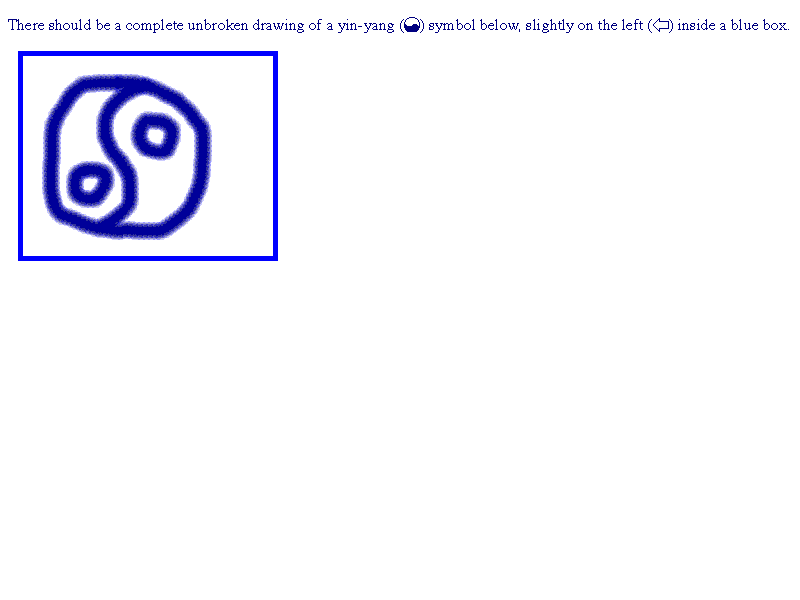 There should be a complete unbroken drawing of a yin-yang (☯) symbol below, slightly on the left (⇦) inside a blue box.